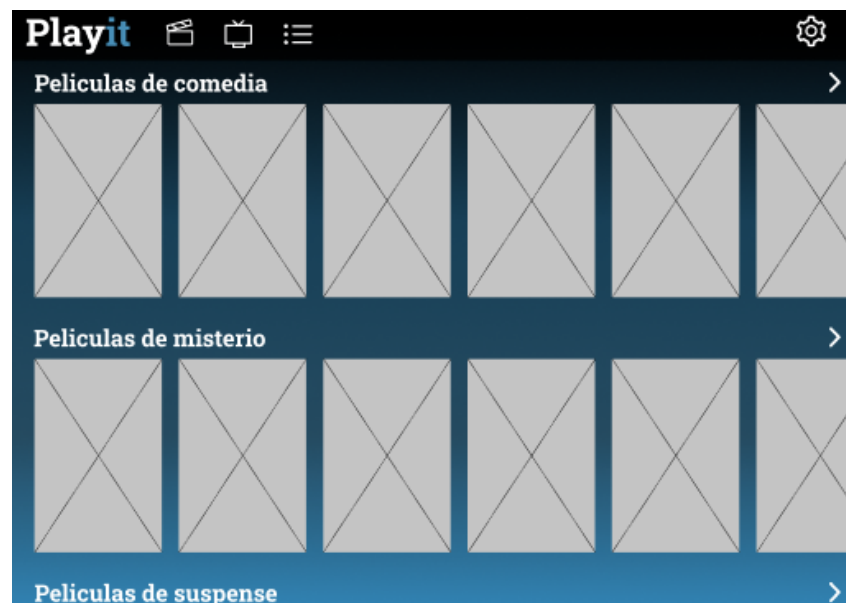 Playit
Peliculas de comedia
Peliculas de misterio
Peliculas de suspense